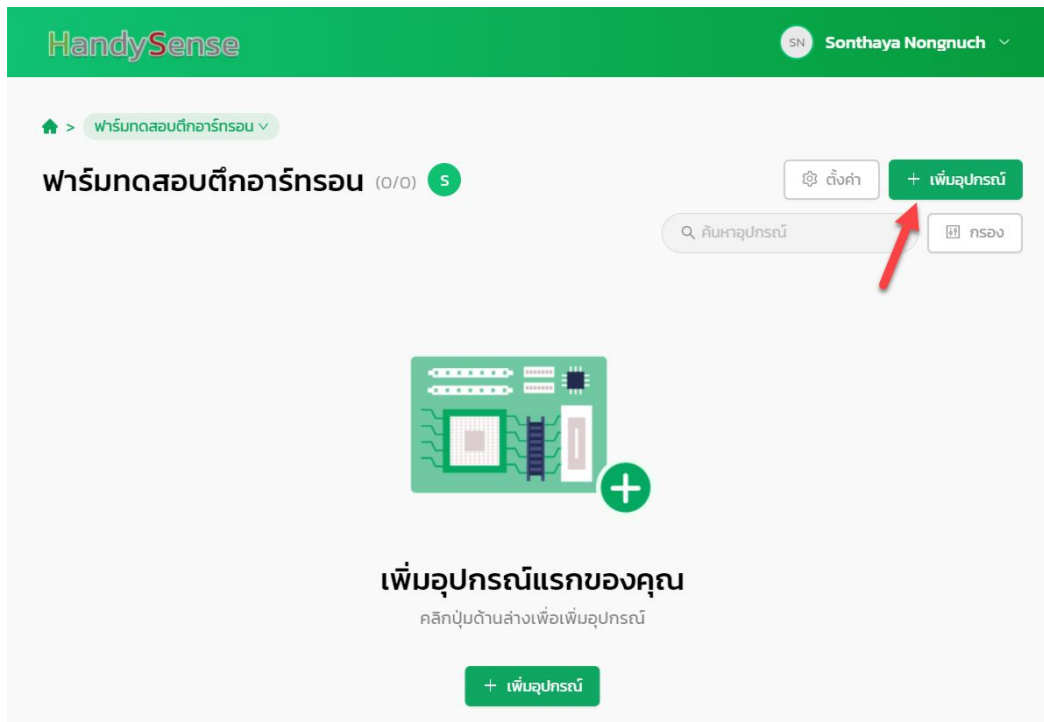 HandySense
SN Sonthaya Nongnuch
> ฟาร์มทดสอบตึกอาร์ทรอน
ฟาร์มทดสอบตึกอาร์ทรอน (0/0) S
ตั้งค่า
+ เพิ่มอุปกรณ์
ค้นหาอุปกรณ์
กรอง
เพิ่มอุปกรณ์แรกของคุณ
คลิกปุ่มด้านล่างเพื่อเพิ่มอุปกรณ์
+ เพิ่มอุปกรณ์